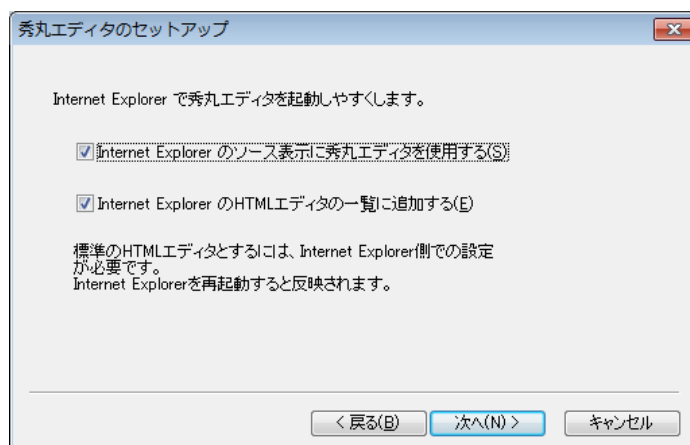 秀丸エディタのセットアップ
Internet Explorer で秀丸エディタを起動しやすくします。
Internet Explorer のソース表示に秀丸エディタを使用する(S)
Internet Explorer のHTMLエディタの一覧に追加する(E)
標準のHTMLエディタとするには、Internet Explorer側での設定
が必要です。
Internet Explorerを再起動すると反映されます。
< 戻る(B)
次へ(N) >
キャンセル